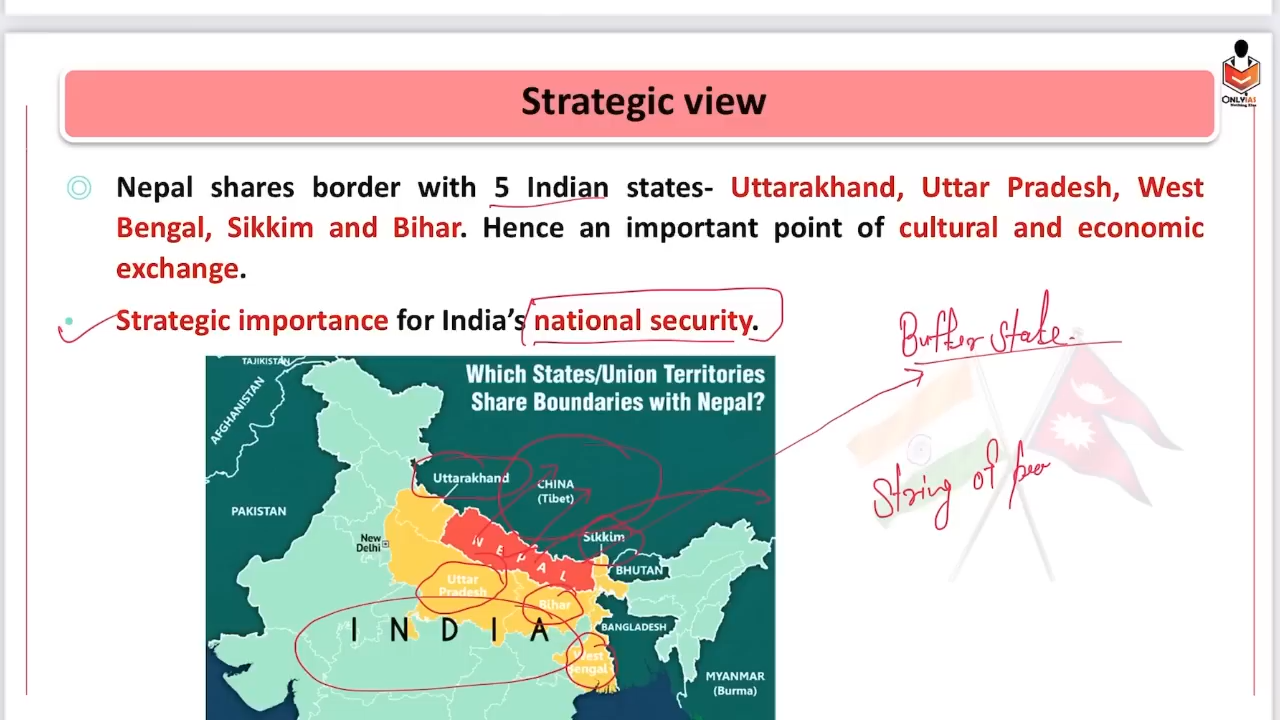 Strategic view
ONLYIAS
Nepal shares border with 5 Indian states- Uttarakhand, Uttar Pradesh, West
Bengal, Sikkim and Bihar. Hence an important point of cultural and economic
exchange.
Strategic importance for India's national security.
Buffer state.
String of
TAJIKISTAN
AFGHANISTAN
Which States/Union Territories
Share Boundaries with Nepal?
Uttarakhand
CHINA
(Tibet)
PAKISTAN
New
Delhi
NEPAL
Sikkim
BHUTAN
Uttar
Pradesh
Bihar
INDIA
BANGLADESH
West
Bengal
MYANMAR
(Burma)